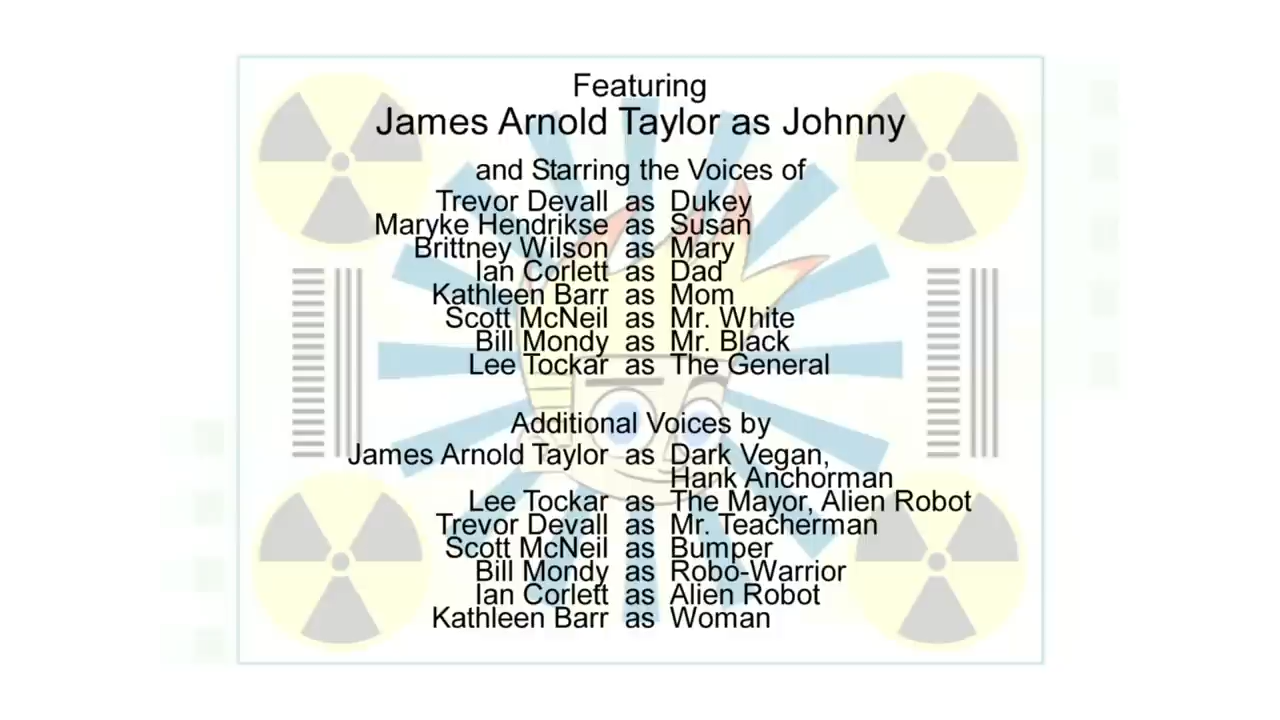 Featuring
James Arnold Taylor as Johnny
and Starring the Voices of
Trevor Devall as Dukey
Maryke Hendrikse as Susan
Brittney Wilson as Mary
Ian Corlett as Dad
Kathleen Barr as Mom
Scott McNeil as Mr. White
Bill Mondy as Mr. Black
Lee Tockar as The General
Additional Voices by
James Arnold Taylor as Dark Vegan,
Hank Anchorman
Lee Tockar as The Mayor, Alien Robot
Trevor Devall as Mr. Teacherman
Scott McNeil as Bumper
Bill Mondy as Robo-Warrior
Ian Corlett as Alien Robot
Kathleen Barr as Woman